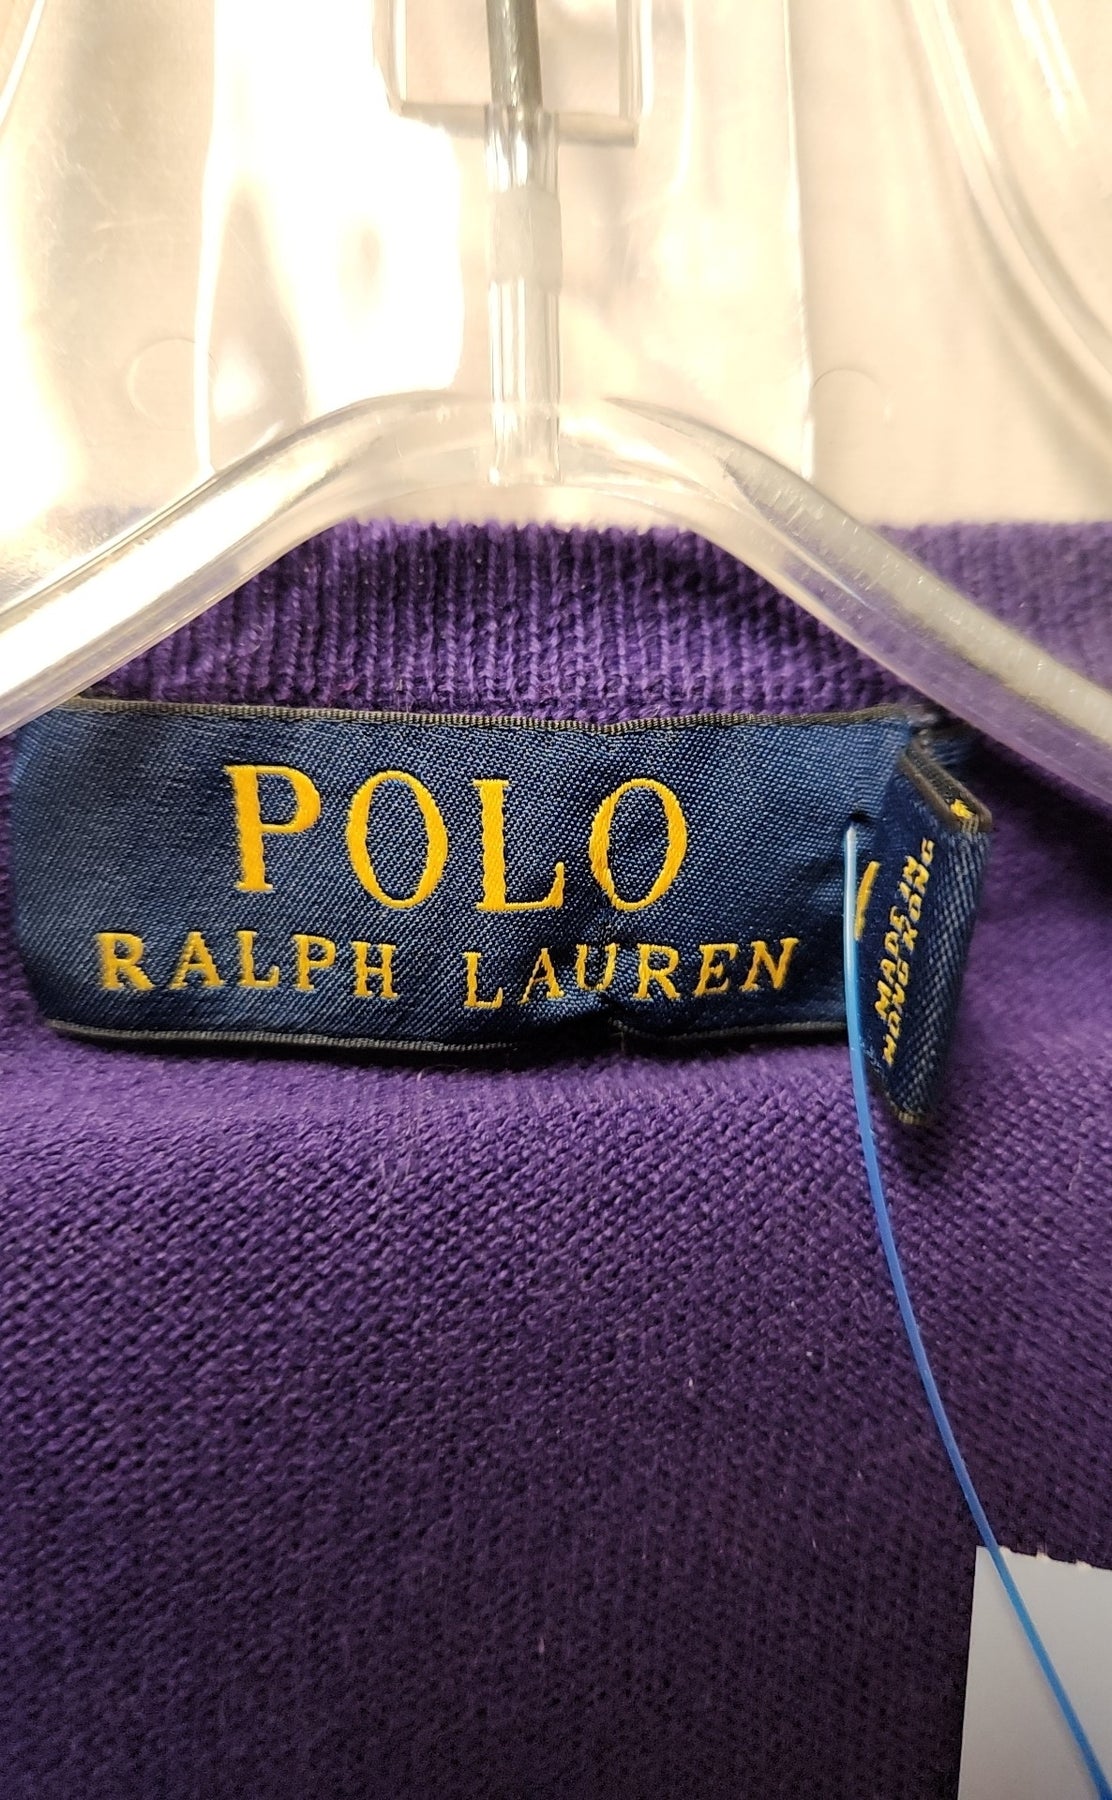 POLO
RALPH LAUREN
MADE IN
HONG KONG